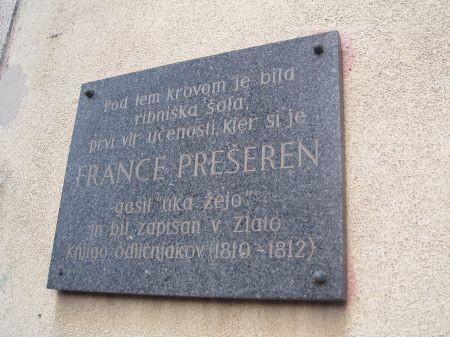 Pod tem krovom je bila
ribniška šola,
prvi vir učenosti, kjer si je
FRANCE PREŠEREN
gasil "uka žejo"
in bil zapisan v Zlato
knjigo odličnjakov (1810-1812)